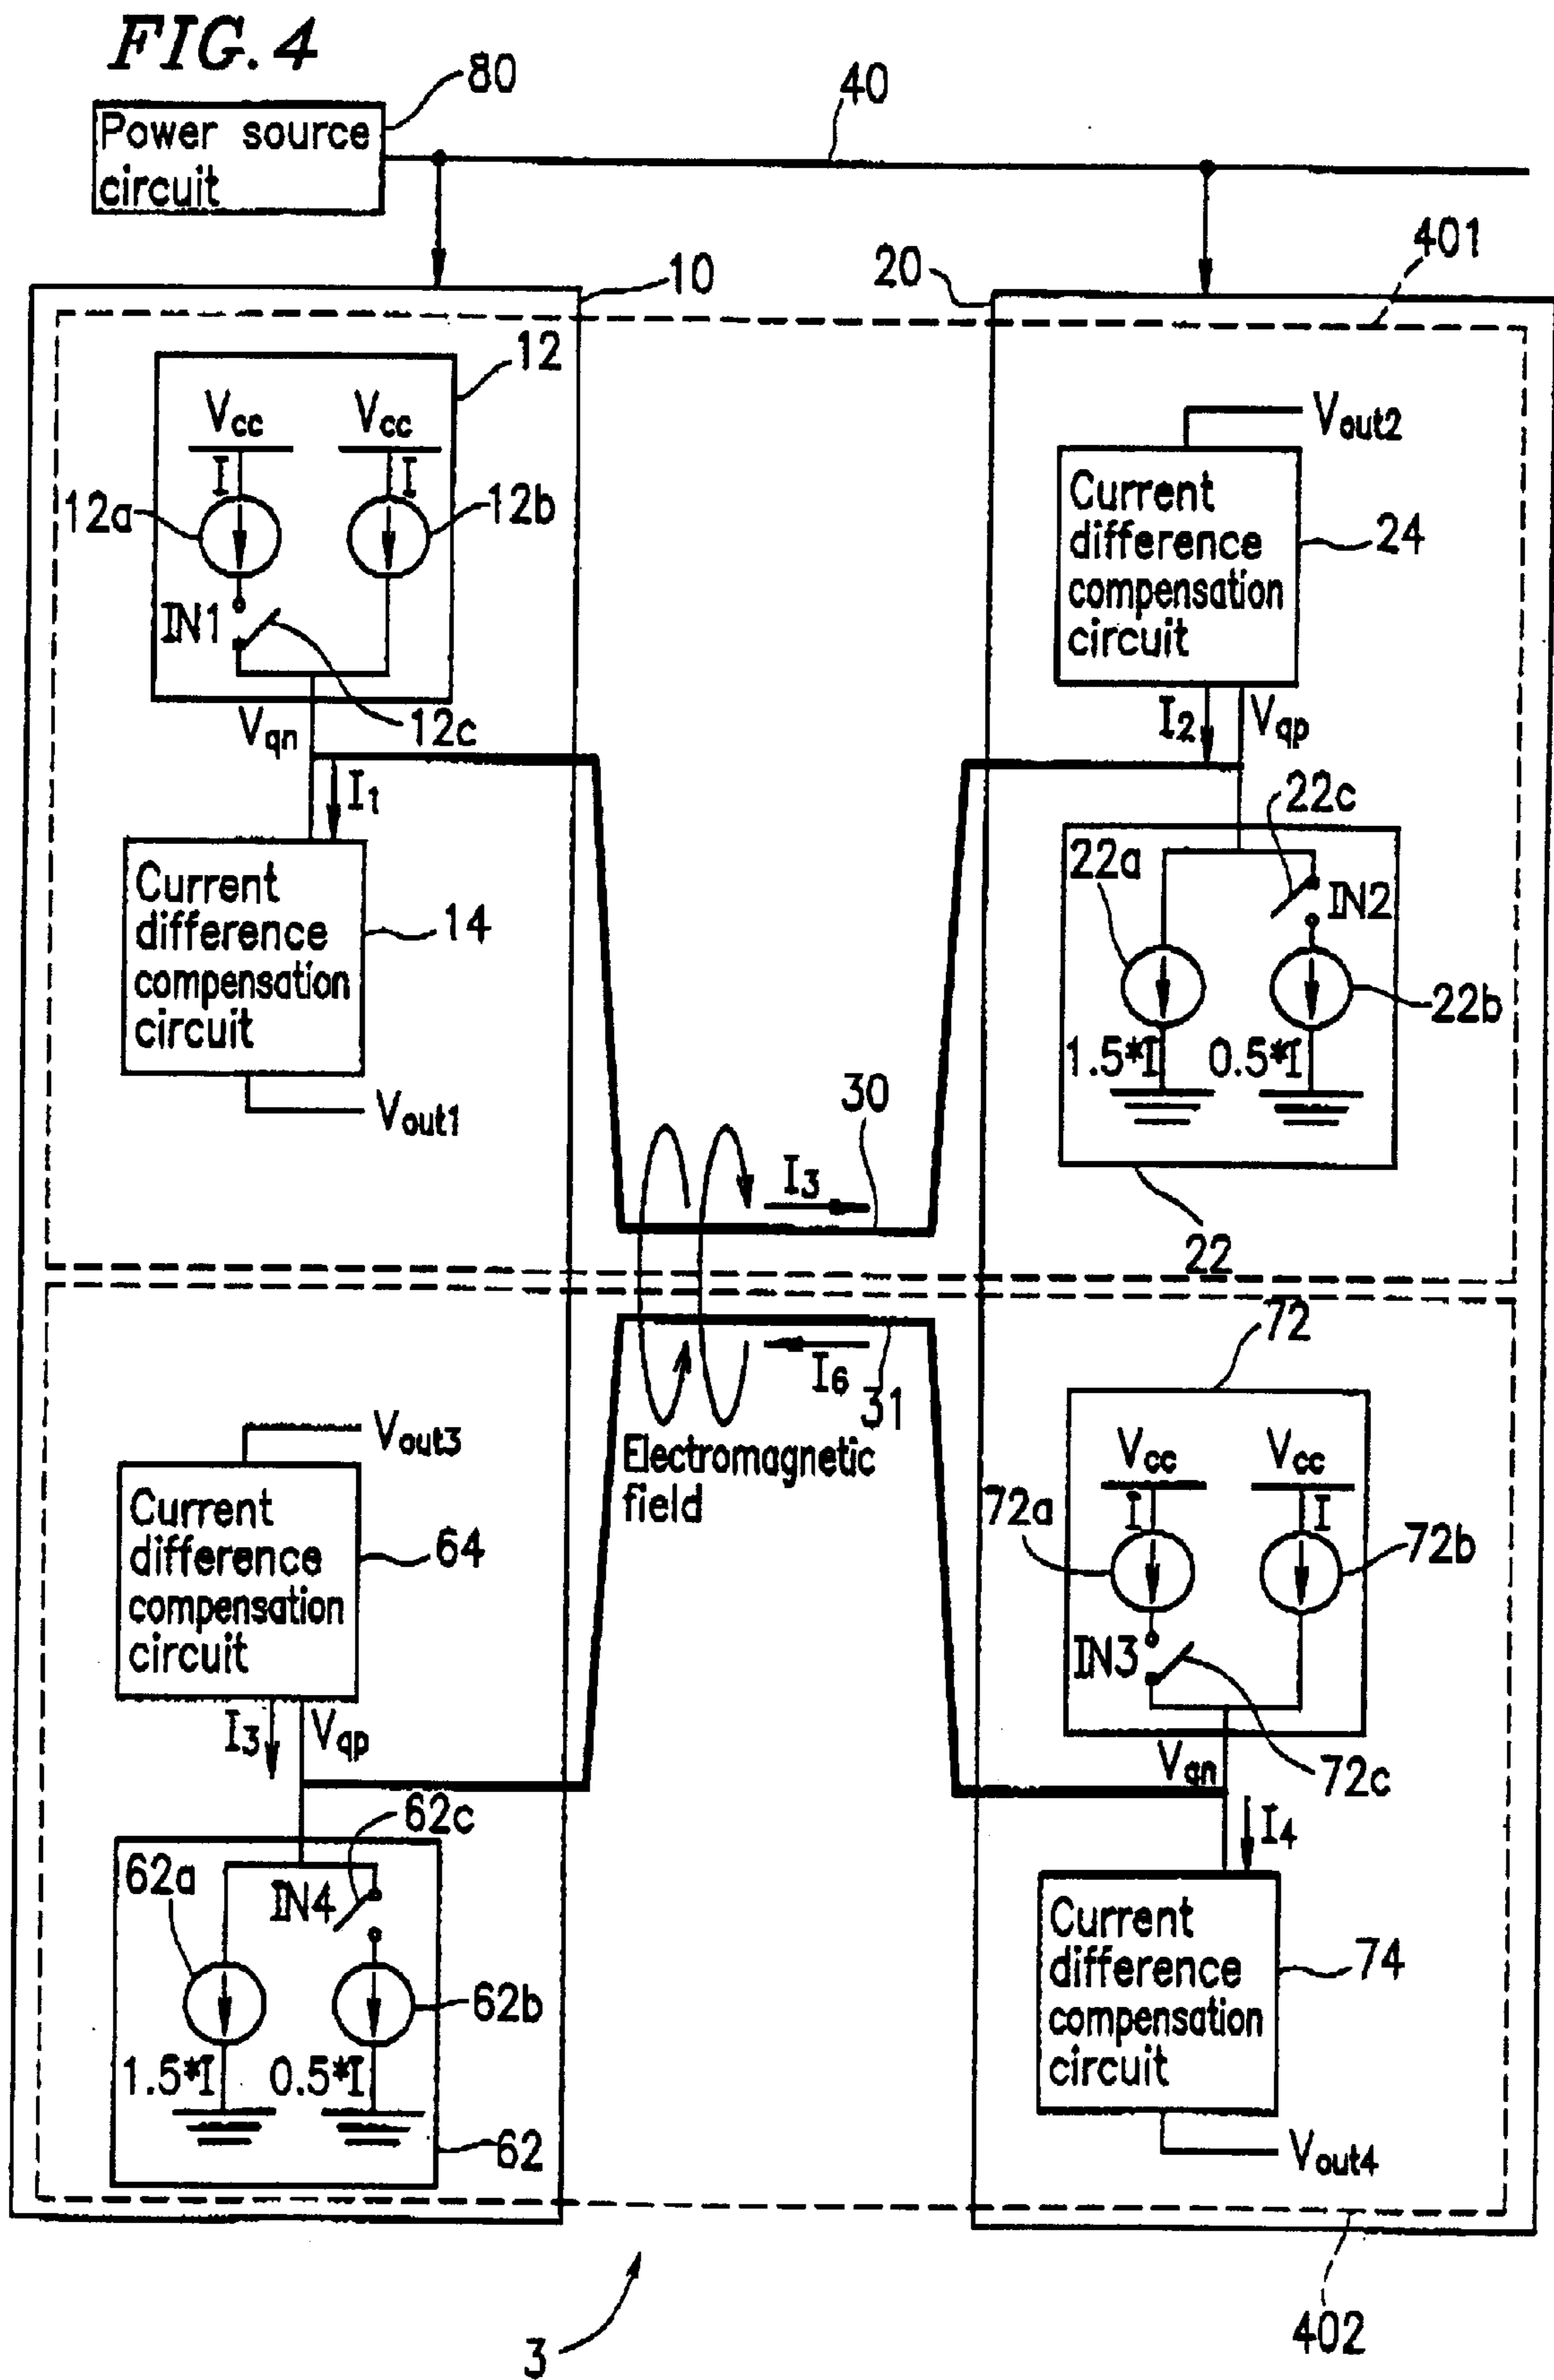 FIG. 4
80
40
Power source
circuit
401
10
20
12
Vcc
Vcc
Vout2
I
I
12a
12b
Current
difference
compensation
circuit
24
IN1
Vqn
12c
I2
Vqp
I1
22c
22a
Current
difference
compensation
circuit
14
IN2
22b
1.5*I
0.5*I
30
Vout1
I3
22
72
I6
31
Vout3
Electromagnetic
field
Vcc
Vcc
72a
I
I
72b
Current
difference
compensation
circuit
64
IN3
I3
Vqp
Vqn
72c
62c
I4
62a
IN4
Current
difference
compensation
circuit
74
62b
1.5*I
0.5*I
62
Vout4
3
402